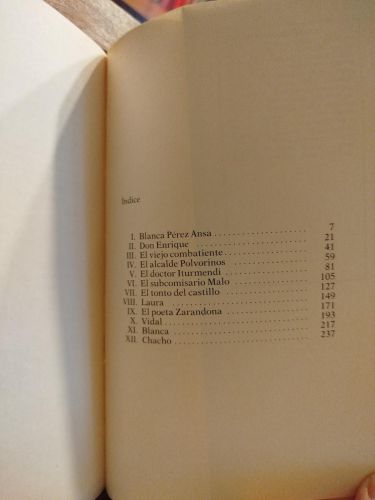 Índice
I. Blanca Pérez Ansa . . . . . . . . . . . . . . . . 7
II. Don Enrique . . . . . . . . . . . . . . . . 21
III. El viejo combatiente . . . . . . . . . . . . . . . . 41
IV. El alcalde Polvorinos . . . . . . . . . . . . . . . . 59
V. El doctor Iturmendi . . . . . . . . . . . . . . . . 81
VI. El subcomisario Malo . . . . . . . . . . . . . . . . 105
VII. El tonto del castillo . . . . . . . . . . . . . . . . 127
VIII. Laura . . . . . . . . . . . . . . . . 149
IX. El poeta Zarandona . . . . . . . . . . . . . . . . 171
X. Vidal . . . . . . . . . . . . . . . . 193
XI. Blanca . . . . . . . . . . . . . . . . 217
XII. Chacho . . . . . . . . . . . . . . . . 237